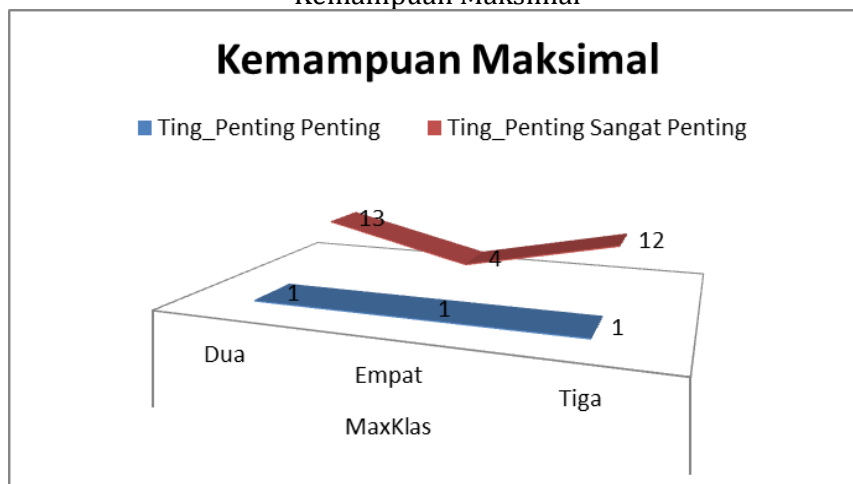 Kemampuan Maksimal
Kemampuan Maksimal
Ting_Penting Penting Ting_Penting Sangat Penting
13
4
12
1
1
1
Dua
Empat
Tiga
MaxKlas